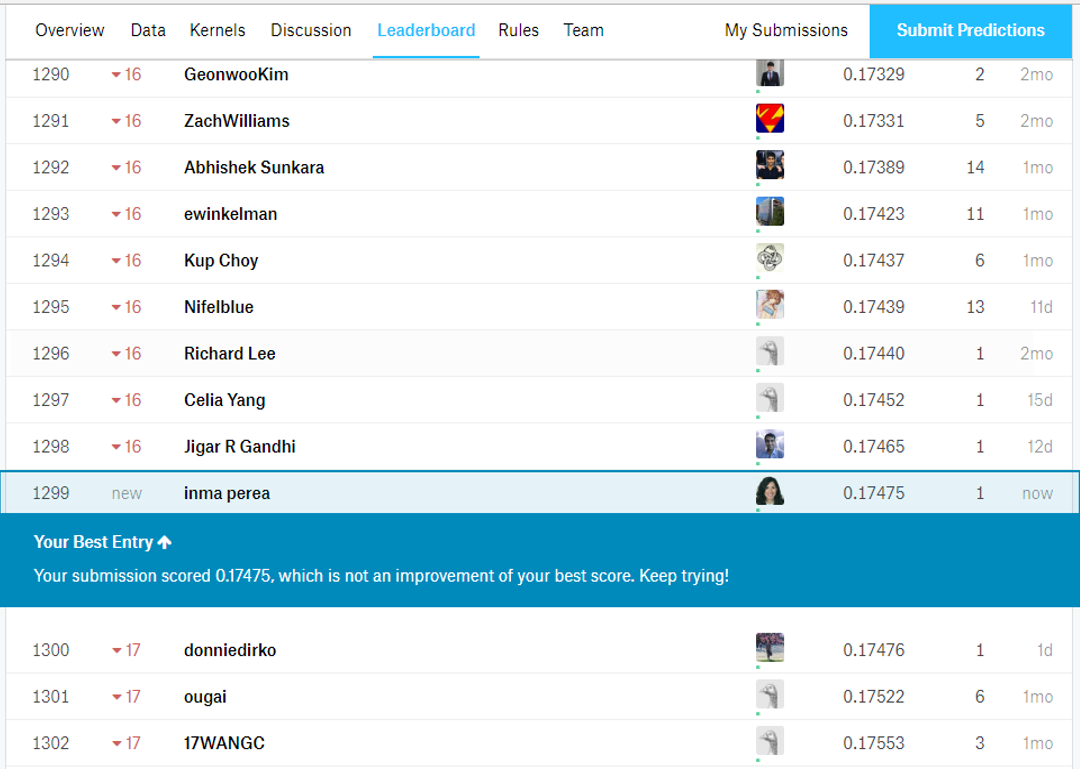 Overview Data Kernels Discussion Leaderboard Rules Team My Submissions Submit Predictions
1290 16 GeonwooKim 0.17329 2 2mo
1291 16 ZachWilliams 0.17331 5 2mo
1292 16 Abhishek Sunkara 0.17389 14 1mo
1293 16 ewinkelman 0.17423 11 1mo
1294 16 Kup Choy 0.17437 6 1mo
1295 16 Nifelblue 0.17439 13 11d
1296 16 Richard Lee 0.17440 1 2mo
1297 16 Celia Yang 0.17452 1 15d
1298 16 Jigar R Gandhi 0.17465 1 12d
1299 new inma perea 0.17475 1 now
Your Best Entry
Your submission scored 0.17475, which is not an improvement of your best score. Keep trying!
1300 17 donniedirko 0.17476 1 1d
1301 17 ougai 0.17522 6 1mo
1302 17 17WANGC 0.17553 3 1mo